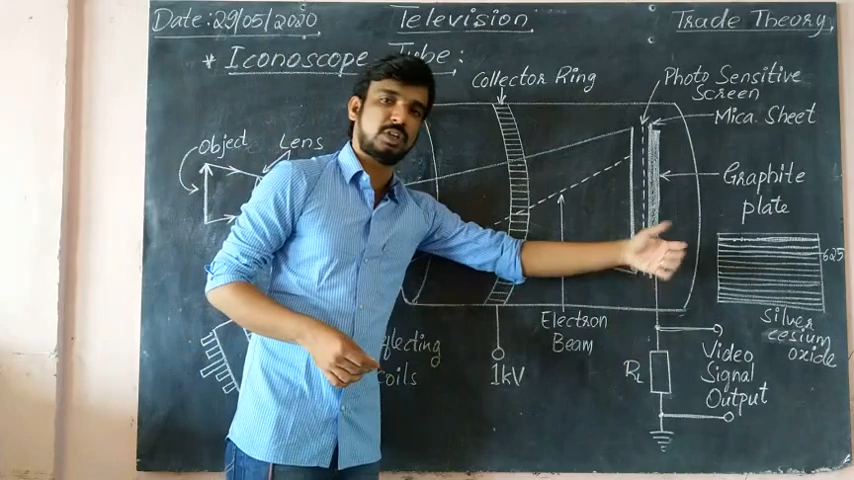 Date:- 29/05/2020
Television
Trade Theory,
* Iconoscope Tube:
Collector Ring
Photo Sensitive
Screen
Mica Sheet
Object
Lens
Graphite
plate
625
Silver
cesium
oxide
Electron
Beam
coils
1kV
RL
Video
Signal
Output